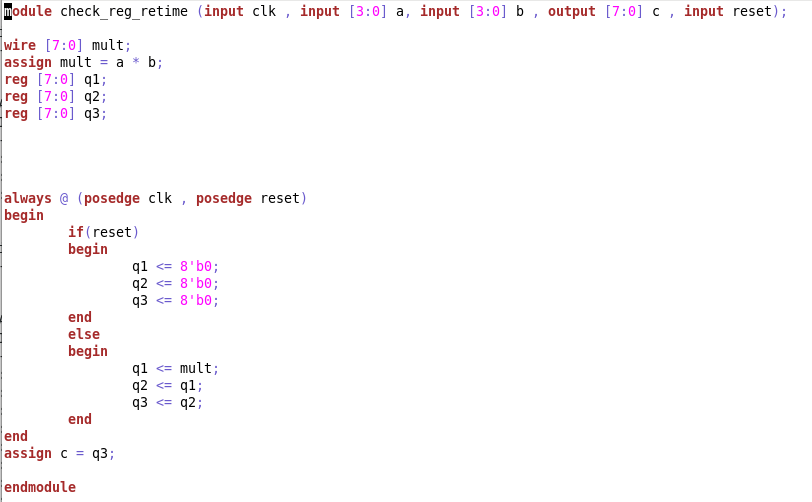 module check_reg_retime (input clk , input [3:0] a, input [3:0] b , output [7:0] c , input reset);
wire [7:0] mult;
assign mult = a * b;
reg [7:0] q1;
reg [7:0] q2;
reg [7:0] q3;
always @ (posedge clk , posedge reset)
begin
if(reset)
begin
q1 <= 8'b0;
q2 <= 8'b0;
q3 <= 8'b0;
end
else
begin
q1 <= mult;
q2 <= q1;
q3 <= q2;
end
end
assign c = q3;
endmodule